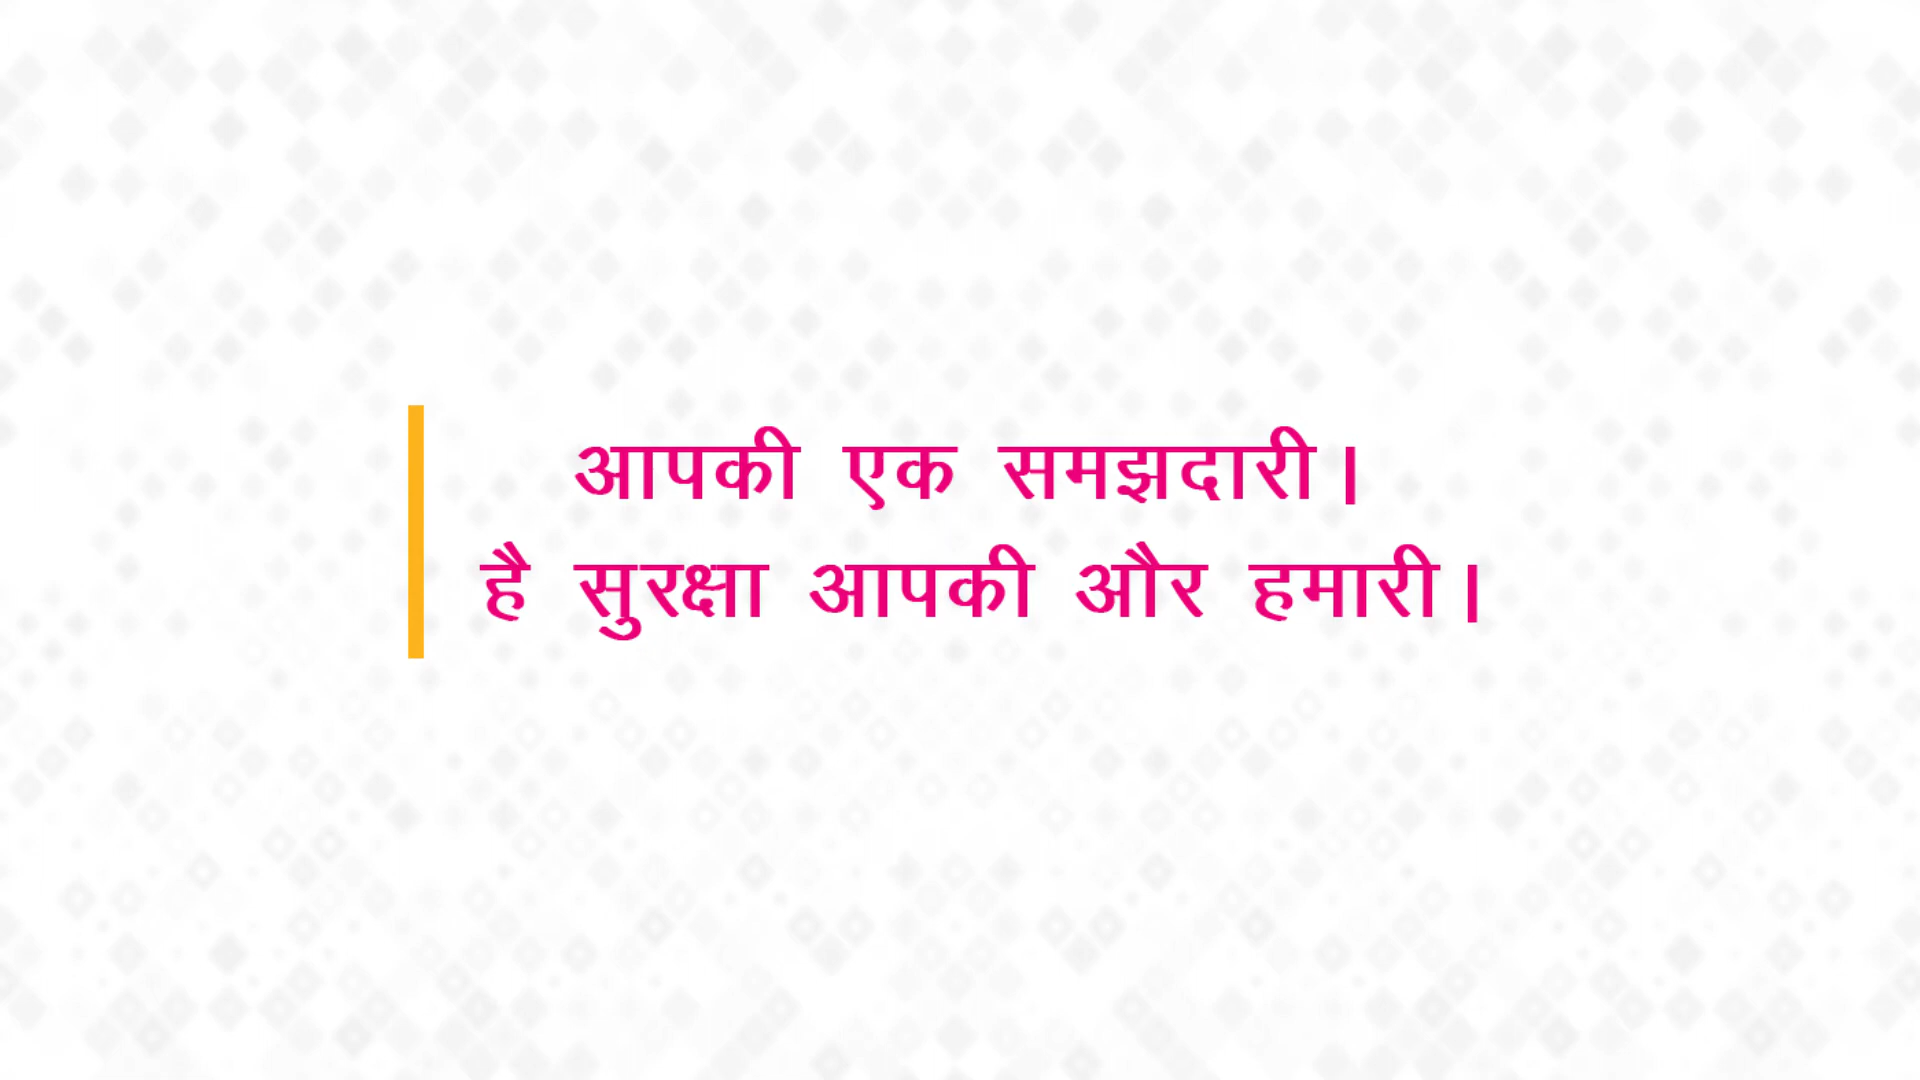 आपकी एक समझदारी।
है सुरक्षा आपकी और हमारी।